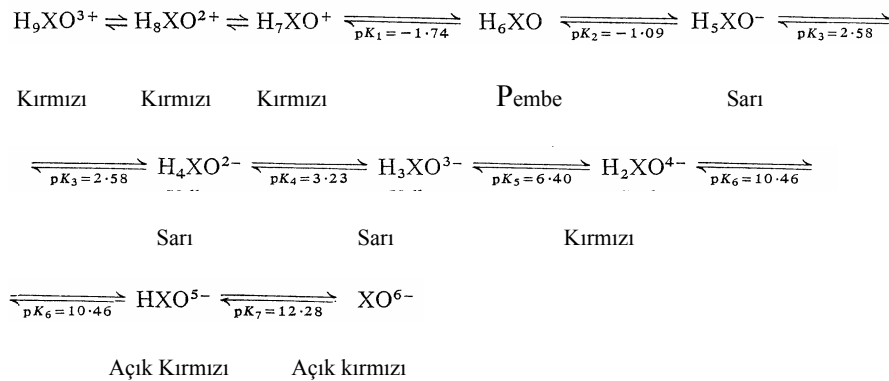 H₉XO³⁺ ⇌ H₈XO²⁺ ⇌ H₇XO⁺ ⇌ H₆XO ⇌ H₅XO⁻ ⇌
pK₁=−1·74 pK₂=−1·09 pK₃=2·58
Kırmızı Kırmızı Kırmızı Pembe Sarı
⇌ H₄XO²⁻ ⇌ H₃XO³⁻ ⇌ H₂XO⁴⁻ ⇌
pK₃=2·58 pK₄=3·23 pK₅=6·40 pK₆=10·46
Sarı Sarı Kırmızı
⇌ HXO⁵⁻ ⇌ XO⁶⁻
pK₆=10·46 pK₇=12·28
Açık Kırmızı Açık kırmızı